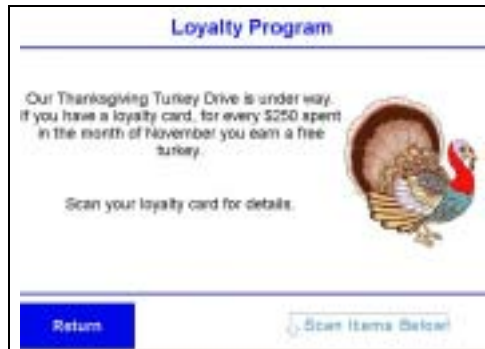 Loyalty Program
Our Thanksgiving Turkey Drive is under way.
If you have a loyalty card, for every $250 spent
in the month of November you earn a free
turkey.
Scan your loyalty card for details.
Return
Scan Items Below!